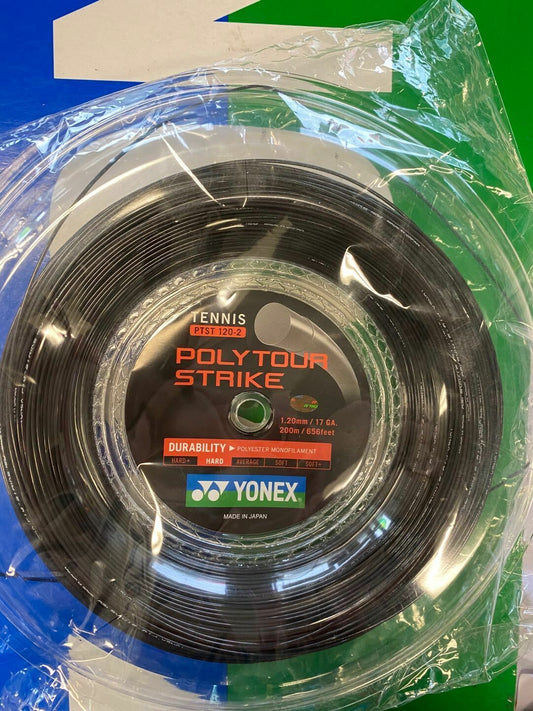 TENNIS
PTST 120-2
POLYTOUR
STRIKE
1.20mm / 17 GA.
200m / 656feet
DURABILITY ▶ POLYESTER MONOFILAMENT
HARD+ HARD AVERAGE SOFT SOFT+
YONEX
MADE IN JAPAN